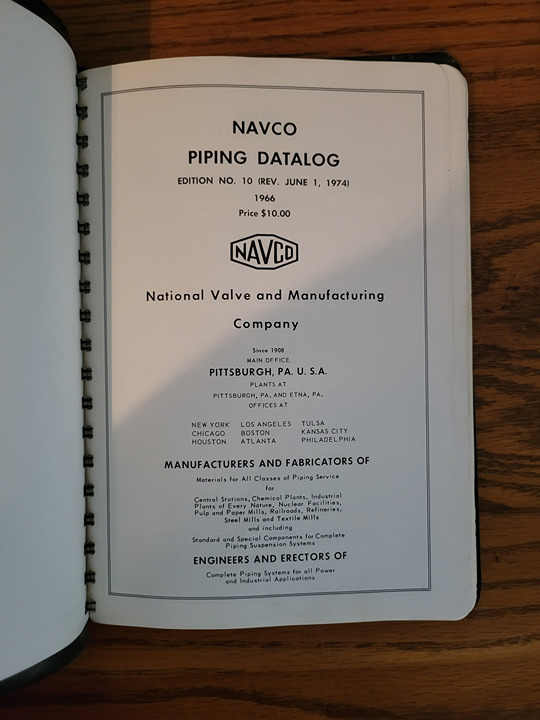 NAVCO
PIPING DATALOG
EDITION NO. 10 (REV. JUNE 1, 1974)
1966
Price $10.00
NAVCO
National Valve and Manufacturing
Company
Since 1908
MAIN OFFICE
PITTSBURGH, PA. U. S. A.
PLANTS AT
PITTSBURGH, PA. AND ETNA, PA.
OFFICES AT
NEW YORK LOS ANGELES TULSA
CHICAGO BOSTON KANSAS CITY
HOUSTON ATLANTA PHILADELPHIA
MANUFACTURERS AND FABRICATORS OF
Materials for All Classes of Piping Service
for
Central Stations, Chemical Plants, Industrial
Plants of Every Nature, Nuclear Facilities,
Pulp and Paper Mills, Railroads, Refineries,
Steel Mills and Textile Mills
and including
Standard and Special Components for Complete
Piping Suspension Systems
ENGINEERS AND ERECTORS OF
Complete Piping Systems for all Power
and Industrial Applications